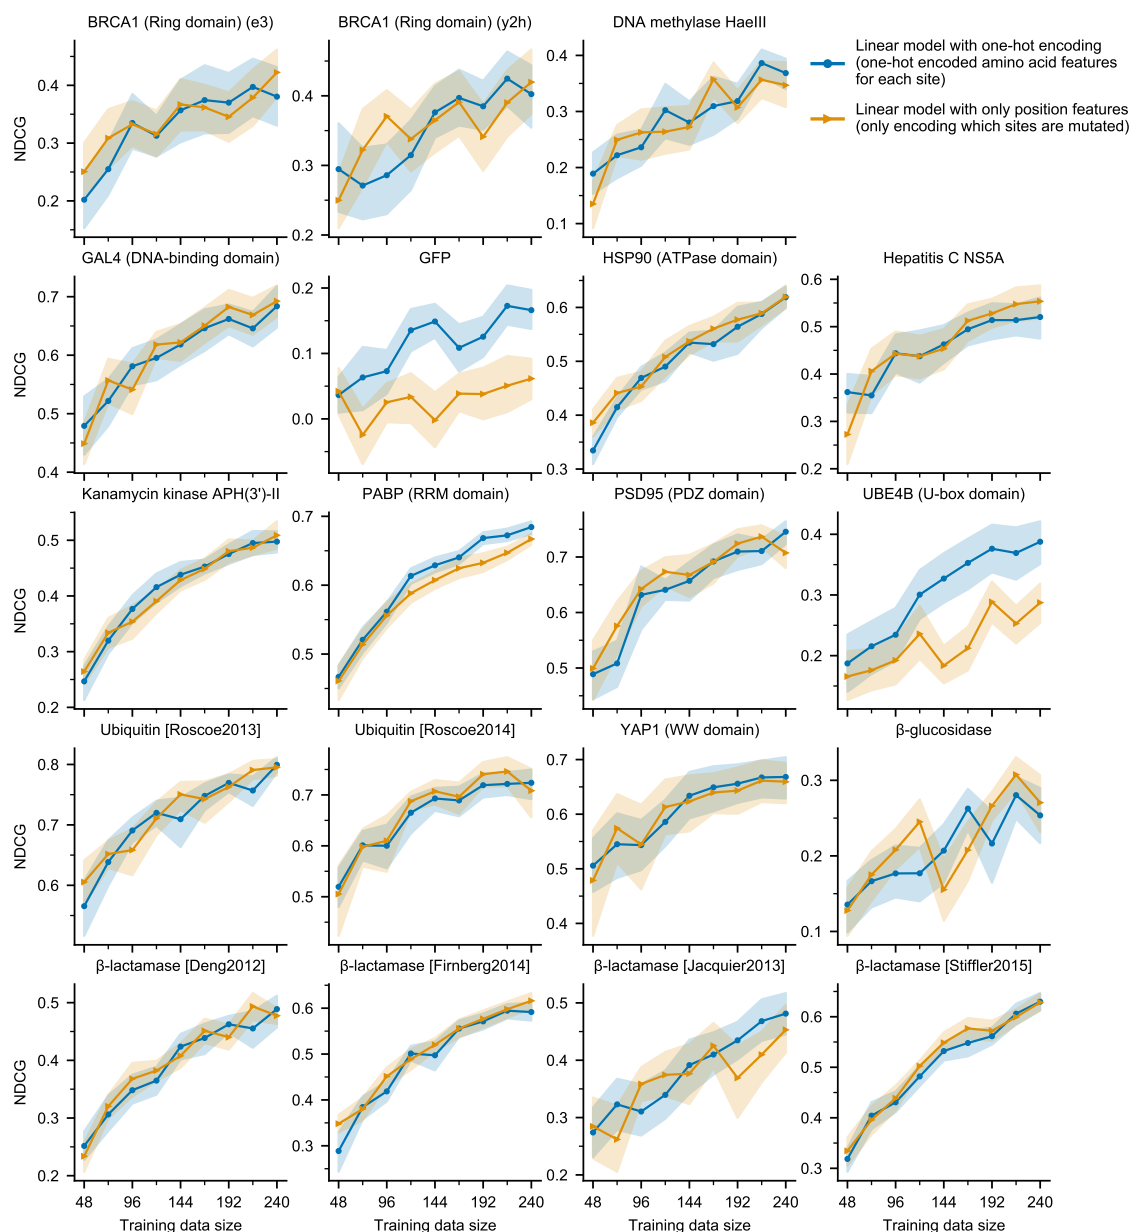 BRCA1 (Ring domain) (e3)
BRCA1 (Ring domain) (y2h)
DNA methylase HaeIII
Linear model with one-hot encoding
(one-hot encoded amino acid features
for each site)
Linear model with only position features
(only encoding which sites are mutated)
NDCG
0.4
0.3
0.2
0.4
0.3
0.2
0.4
0.3
0.2
0.1
GAL4 (DNA-binding domain)
GFP
HSP90 (ATPase domain)
Hepatitis C NS5A
NDCG
0.7
0.6
0.5
0.4
0.2
0.1
0.0
0.6
0.5
0.4
0.3
0.6
0.5
0.4
0.3
0.2
Kanamycin kinase APH(3')-II
PABP (RRM domain)
PSD95 (PDZ domain)
UBE4B (U-box domain)
NDCG
0.5
0.4
0.3
0.2
0.7
0.6
0.5
0.7
0.6
0.5
0.4
0.3
0.2
Ubiquitin [Roscoe2013]
Ubiquitin [Roscoe2014]
YAP1 (WW domain)
β-glucosidase
NDCG
0.8
0.7
0.6
0.7
0.6
0.5
0.4
0.7
0.6
0.5
0.4
0.3
0.2
0.1
β-lactamase [Deng2012]
β-lactamase [Firnberg2014]
β-lactamase [Jacquier2013]
β-lactamase [Stiffler2015]
NDCG
0.5
0.4
0.3
0.2
0.6
0.5
0.4
0.3
0.5
0.4
0.3
0.2
0.6
0.5
0.4
0.3
48 96 144 192 240
48 96 144 192 240
48 96 144 192 240
48 96 144 192 240
Training data size
Training data size
Training data size
Training data size